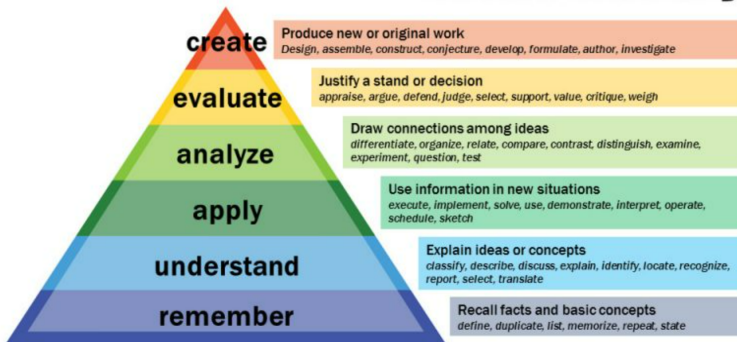 create
Produce new or original work
Design, assemble, construct, conjecture, develop, formulate, author, investigate
evaluate
Justify a stand or decision
appraise, argue, defend, judge, select, support, value, critique, weigh
analyze
Draw connections among ideas
differentiate, organize, relate, compare, contrast, distinguish, examine,
experiment, question, test
apply
Use information in new situations
execute, implement, solve, use, demonstrate, interpret, operate,
schedule, sketch
understand
Explain ideas or concepts
classify, describe, discuss, explain, identify, locate, recognize,
report, select, translate
remember
Recall facts and basic concepts
define, duplicate, list, memorize, repeat, state